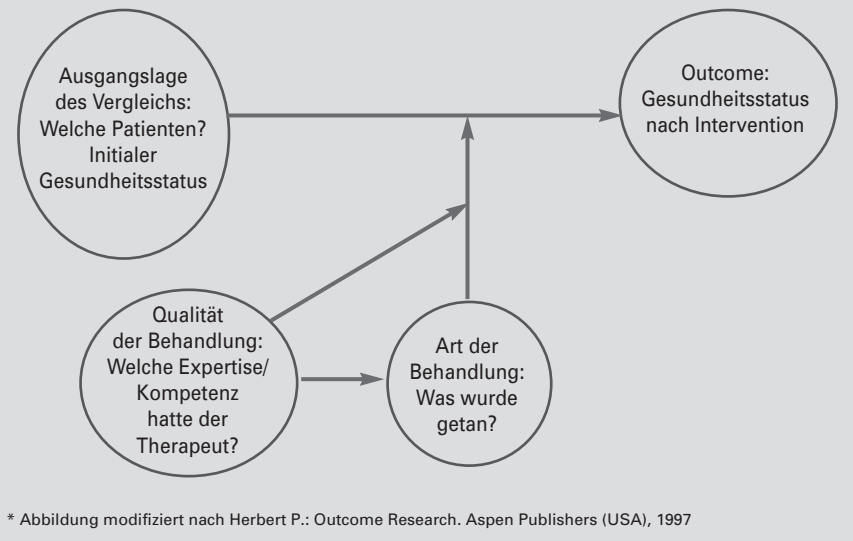 Ausgangslage
des Vergleichs:
Welche Patienten?
Initialer
Gesundheitsstatus
Outcome:
Gesundheitsstatus
nach Intervention
Qualität
der Behandlung:
Welche Expertise/
Kompetenz
hatte der
Therapeut?
Art der
Behandlung:
Was wurde
getan?
* Abbildung modifiziert nach Herbert P.: Outcome Research. Aspen Publishers (USA), 1997